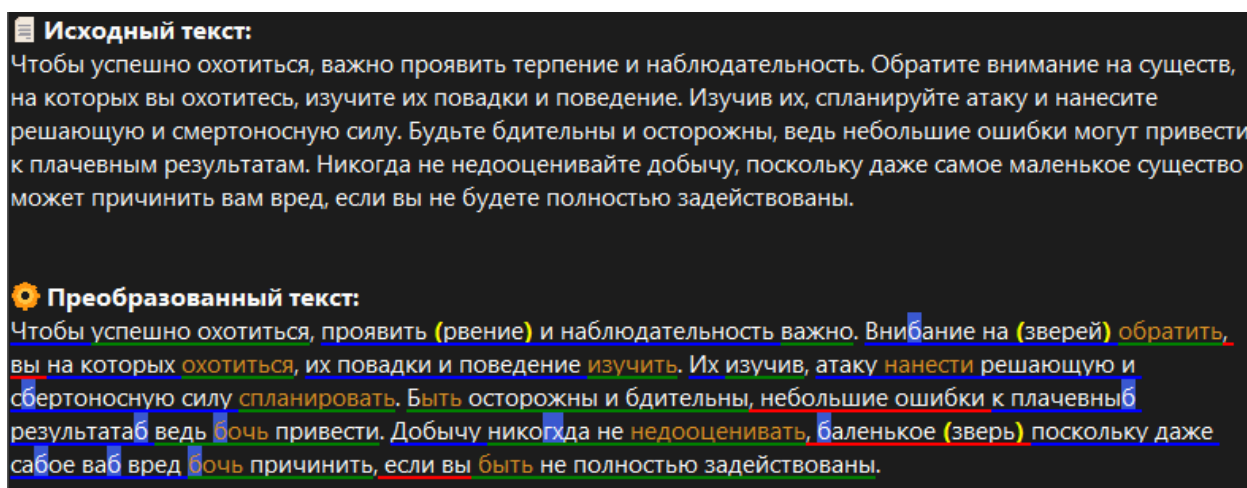 Исходный текст:
Чтобы успешно охотиться, важно проявить терпение и наблюдательность. Обратите внимание на существ,
на которых вы охотитесь, изучите их повадки и поведение. Изучив их, спланируйте атаку и нанесите
решающую и смертоносную силу. Будьте бдительны и осторожны, ведь небольшие ошибки могут привести
к плачевным результатам. Никогда не недооценивайте добычу, поскольку даже самое маленькое существо
может причинить вам вред, если вы не будете полностью задействованы.
Преобразованный текст:
Чтобы успешно охотиться, проявить (рвение) и наблюдательность важно. Внибание на (зверей) обратить,
вы на которых охотиться, их повадки и поведение изучить. Их изучив, атаку нанести решающую и
сбертоносную силу спланировать. Быть осторожны и бдительны, небольшие ошибки к плачевныб
результатаб ведь бочь привести. Добычу никогхда не недооценивать, баленькое (зверь) поскольку даже
сабое ваб вред бочь причинить, если вы быть не полностью задействованы.